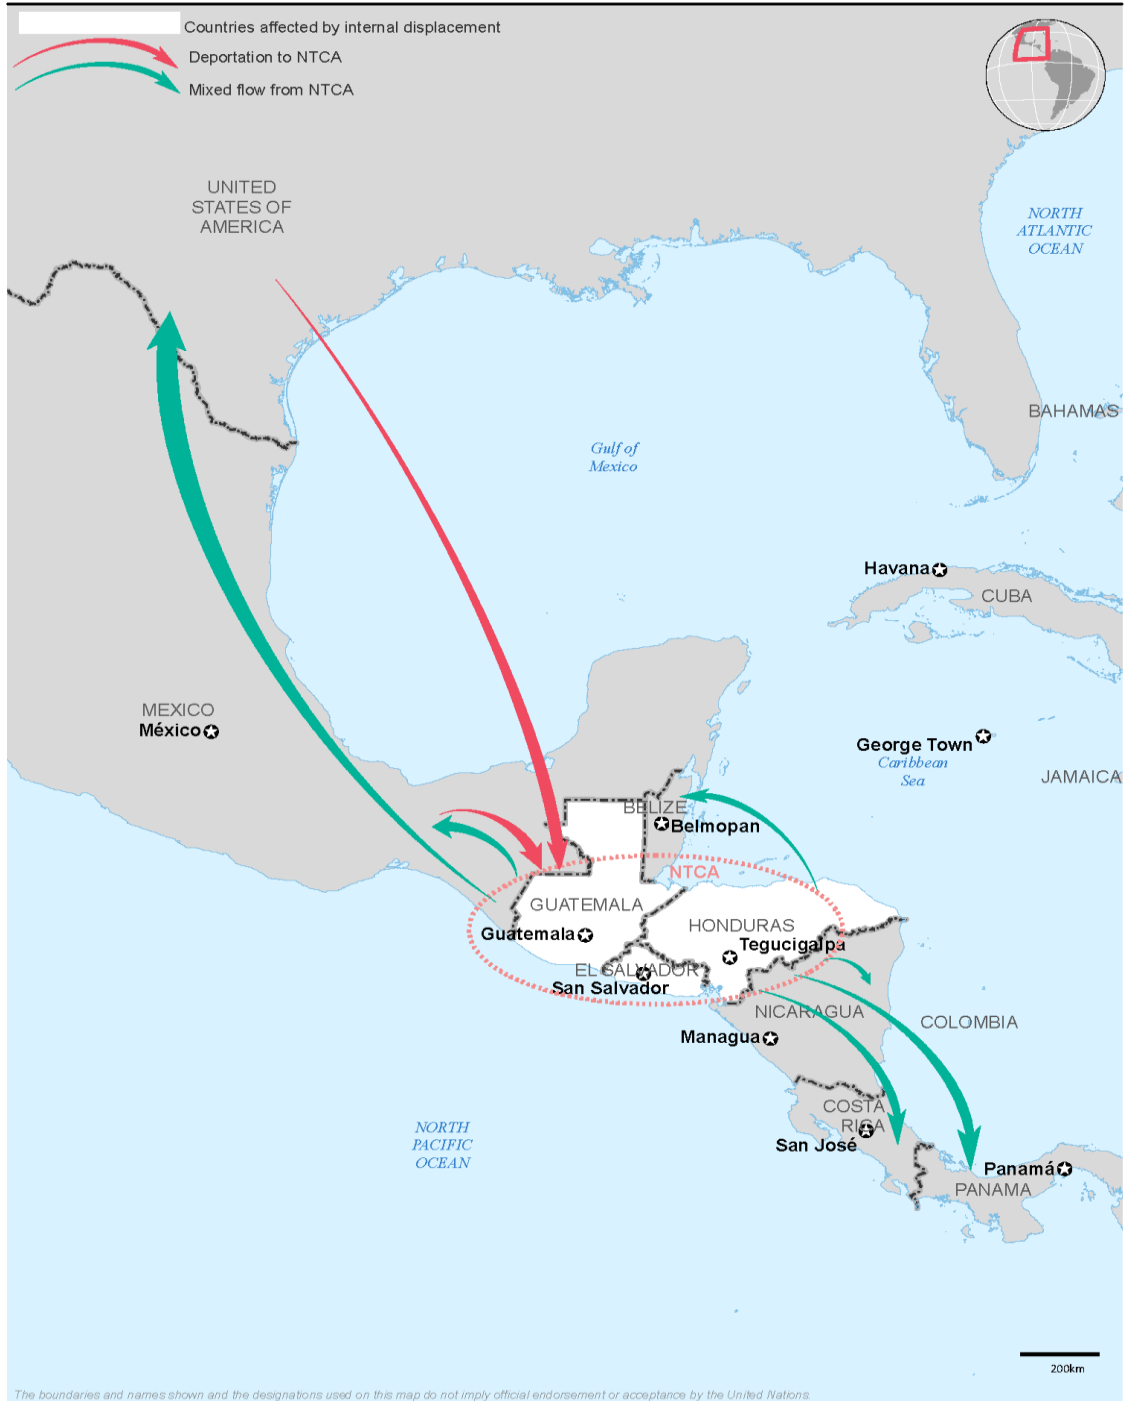 Countries affected by internal displacement
Deportation to NTCA
Mixed flow from NTCA
UNITED
STATES OF
AMERICA
NORTH
ATLANTIC
OCEAN
BAHAMAS
Gulf of
Mexico
Havana
CUBA
MEXICO
México
George Town
Caribbean
Sea
JAMAICA
BELIZE
Belmopan
NTCA
GUATEMALA
Guatemala
HONDURAS
Tegucigalpa
EL SALVADOR
San Salvador
NICARAGUA
COLOMBIA
Managua
COSTA
RICA
San José
NORTH
PACIFIC
OCEAN
Panamá
PANAMA
200km
The boundaries and names shown and the designations used on this map do not imply official endorsement or acceptance by the United Nations.